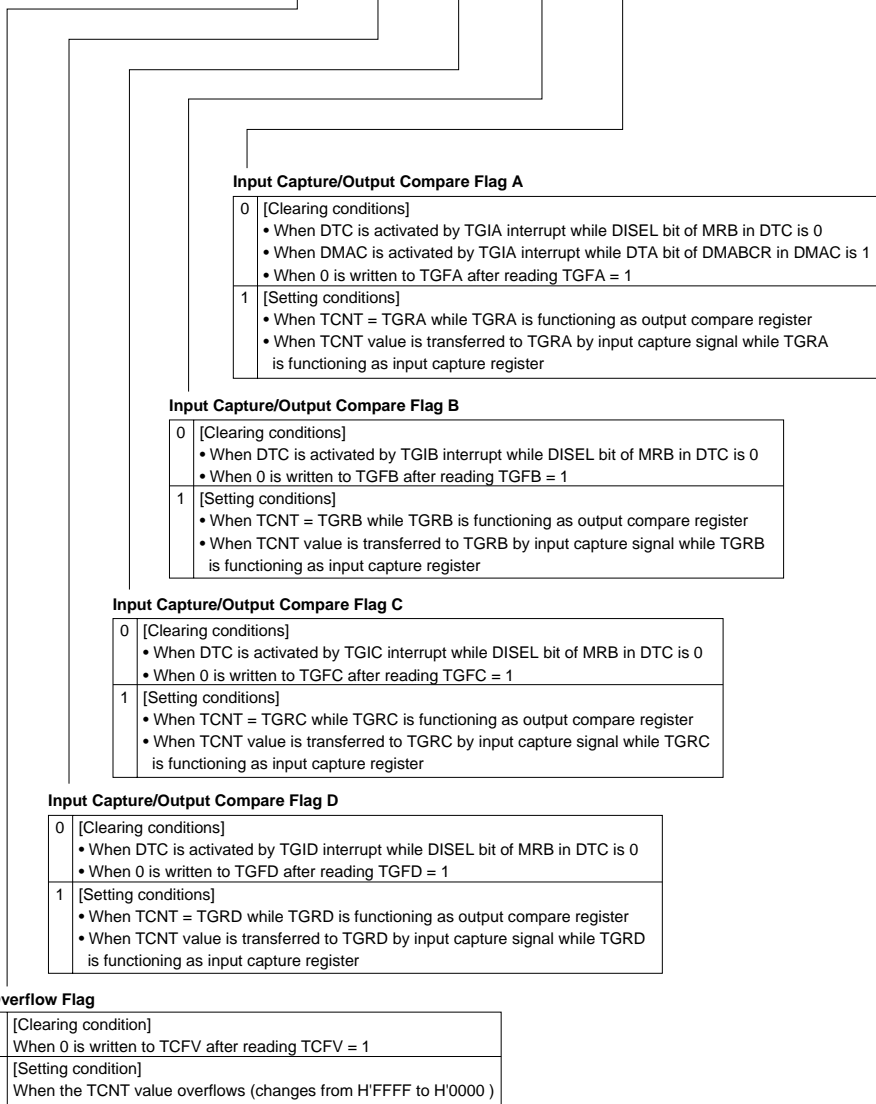 Input Capture/Output Compare Flag A
0 [Clearing conditions]
• When DTC is activated by TGIA interrupt while DISEL bit of MRB in DTC is 0
• When DMAC is activated by TGIA interrupt while DTA bit of DMABCR in DMAC is 1
• When 0 is written to TGFA after reading TGFA = 1
1 [Setting conditions]
• When TCNT = TGRA while TGRA is functioning as output compare register
• When TCNT value is transferred to TGRA by input capture signal while TGRA
is functioning as input capture register
Input Capture/Output Compare Flag B
0 [Clearing conditions]
• When DTC is activated by TGIB interrupt while DISEL bit of MRB in DTC is 0
• When 0 is written to TGFB after reading TGFB = 1
1 [Setting conditions]
• When TCNT = TGRB while TGRB is functioning as output compare register
• When TCNT value is transferred to TGRB by input capture signal while TGRB
is functioning as input capture register
Input Capture/Output Compare Flag C
0 [Clearing conditions]
• When DTC is activated by TGIC interrupt while DISEL bit of MRB in DTC is 0
• When 0 is written to TGFC after reading TGFC = 1
1 [Setting conditions]
• When TCNT = TGRC while TGRC is functioning as output compare register
• When TCNT value is transferred to TGRC by input capture signal while TGRC
is functioning as input capture register
Input Capture/Output Compare Flag D
0 [Clearing conditions]
• When DTC is activated by TGID interrupt while DISEL bit of MRB in DTC is 0
• When 0 is written to TGFD after reading TGFD = 1
1 [Setting conditions]
• When TCNT = TGRD while TGRD is functioning as output compare register
• When TCNT value is transferred to TGRD by input capture signal while TGRD
is functioning as input capture register
verflow Flag
[Clearing condition]
When 0 is written to TCFV after reading TCFV = 1
[Setting condition]
When the TCNT value overflows (changes from H'FFFF to H'0000 )